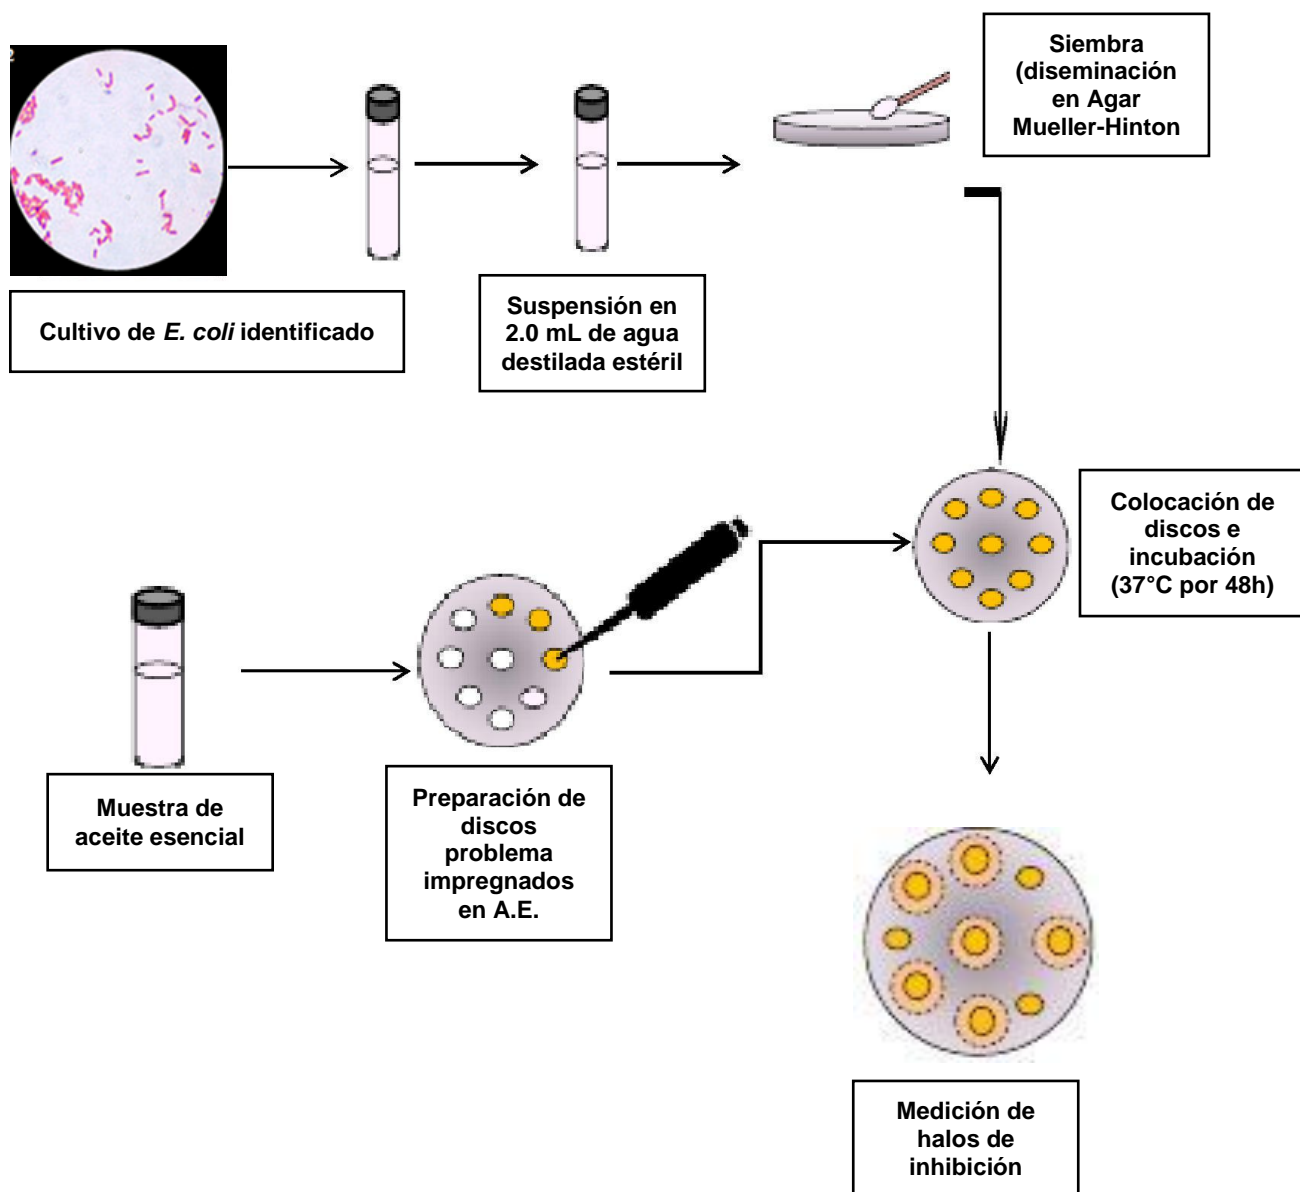 Siembra
(diseminación
en Agar
Mueller-Hinton
Cultivo de E. coli identificado
Suspensión en
2.0 mL de agua
destilada estéril
Colocación de
discos e
incubación
(37°C por 48h)
Muestra de
aceite esencial
Preparación de
discos
problema
impregnados
en A.E.
Medición de
halos de
inhibición